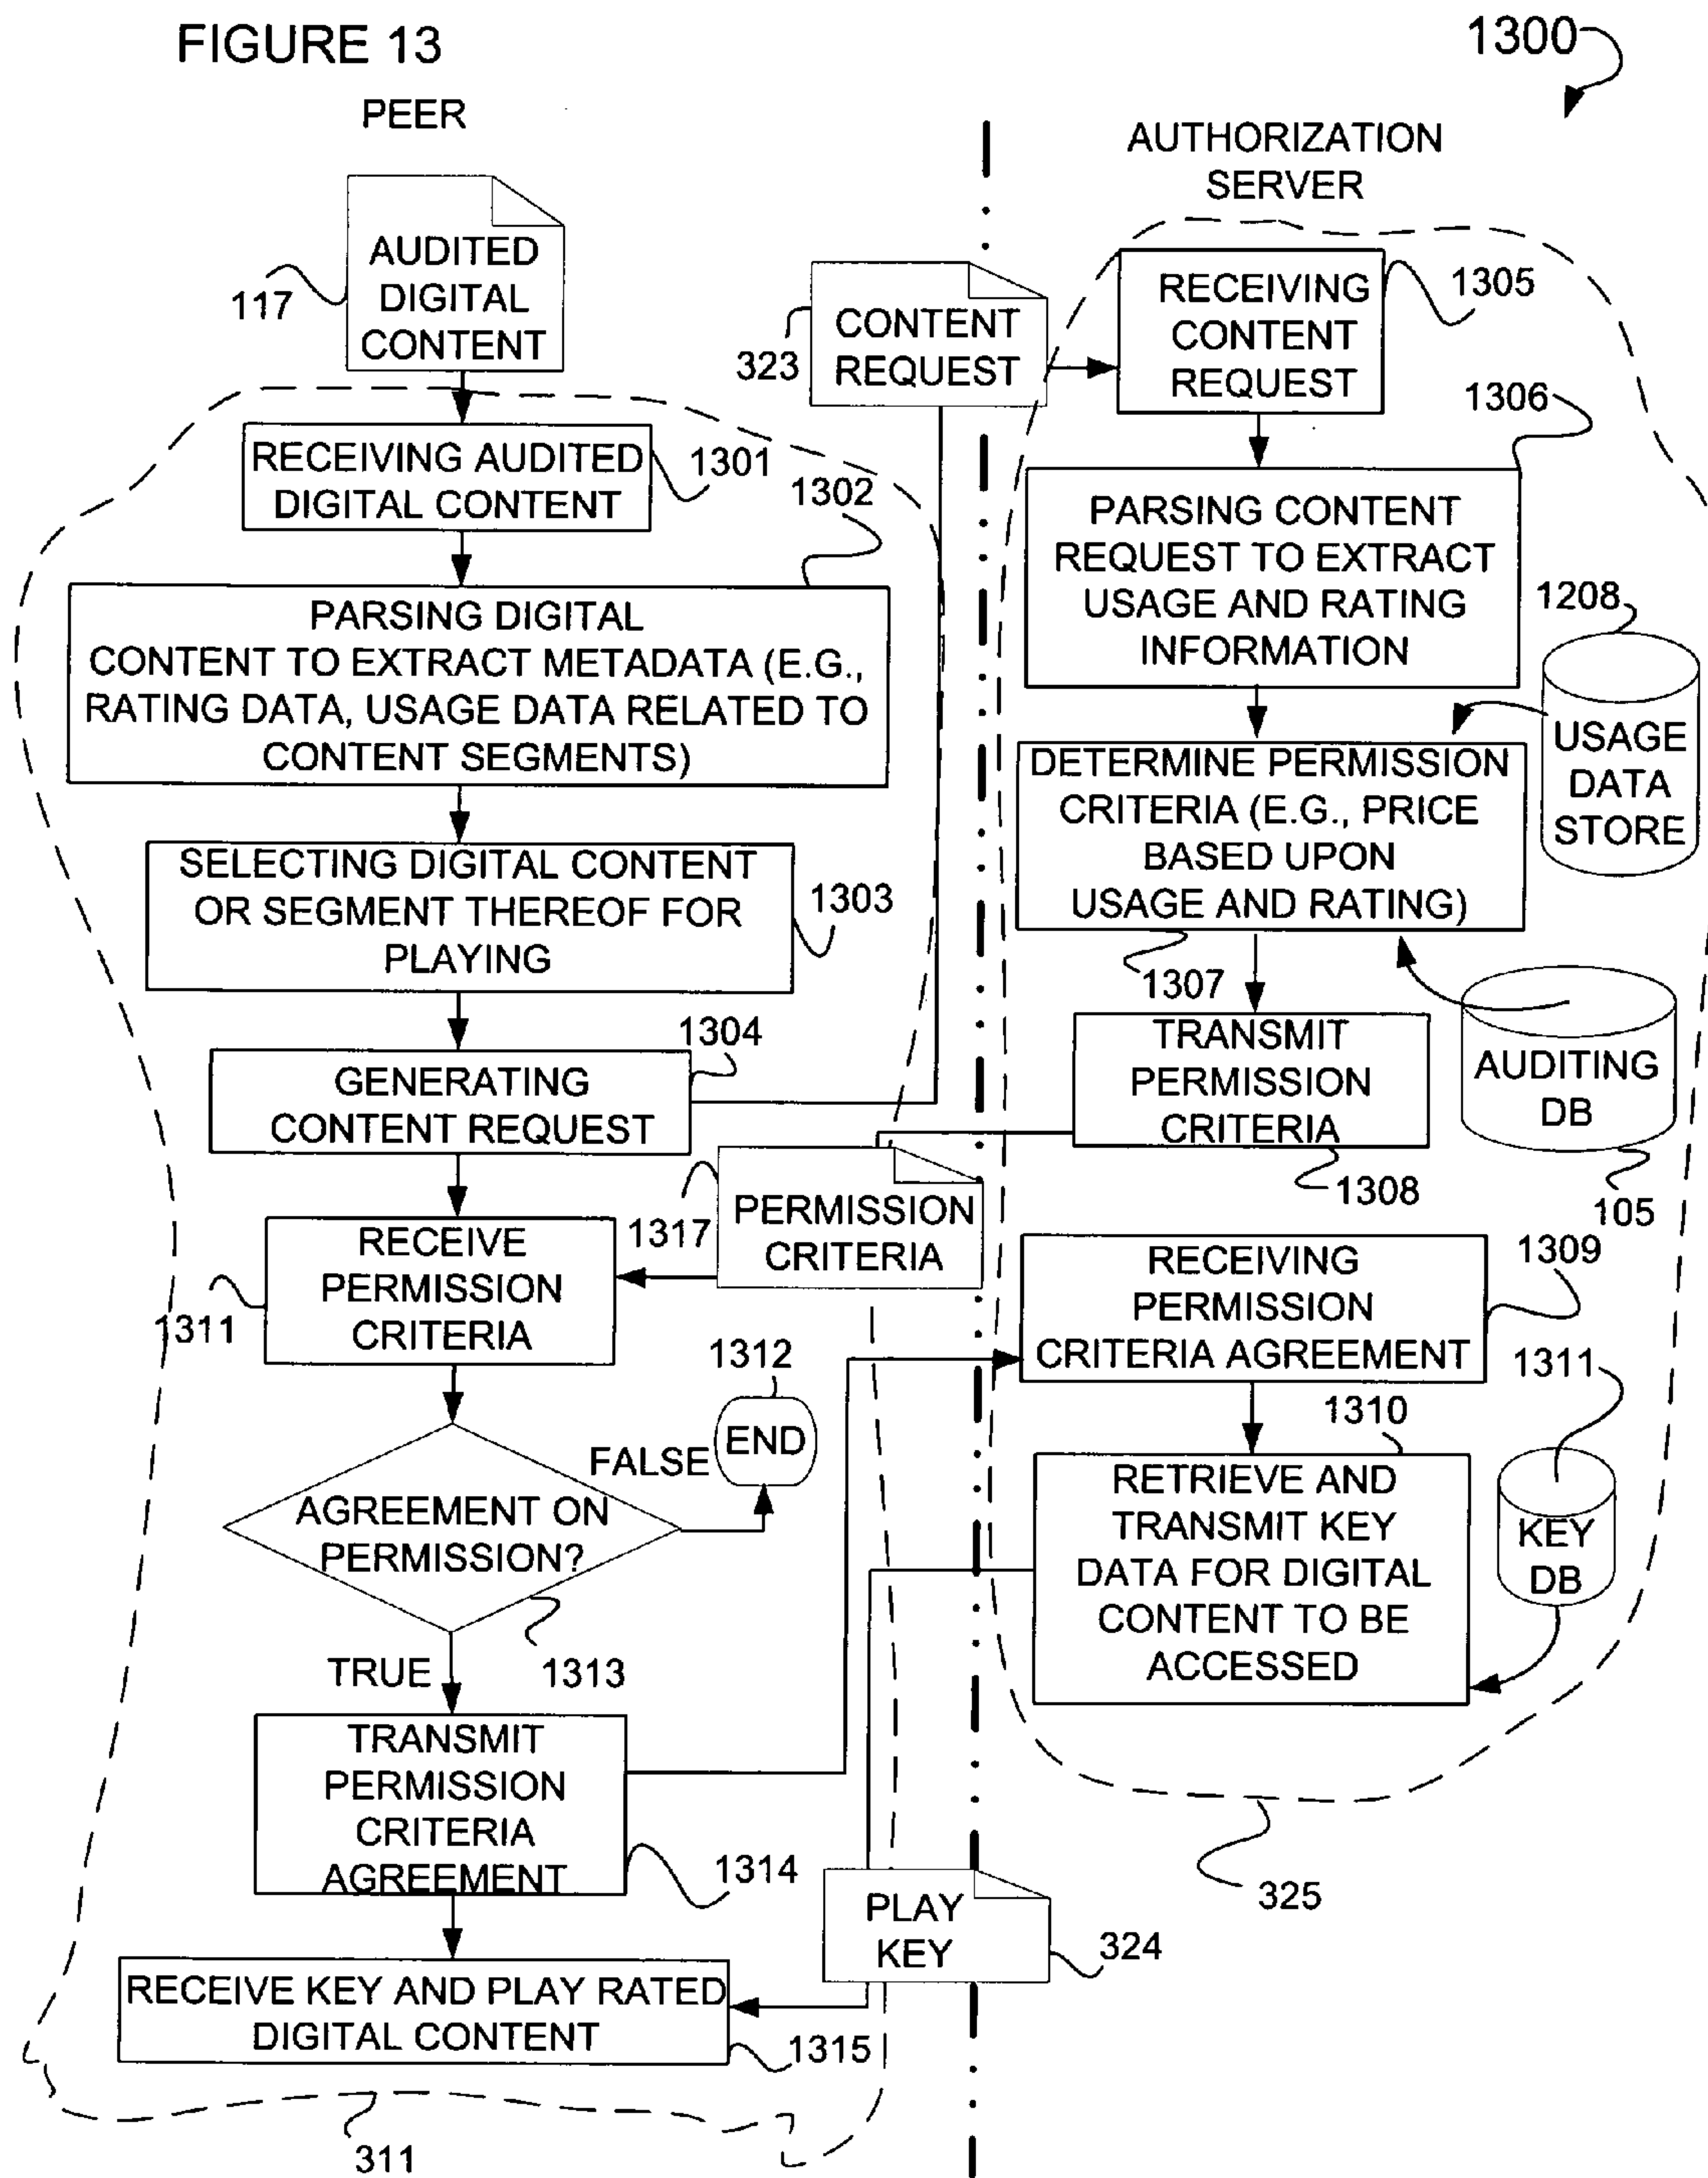 FIGURE 13
1300
PEER
AUTHORIZATION
SERVER
AUDITED
DIGITAL
CONTENT
117
CONTENT
REQUEST
323
RECEIVING
CONTENT
REQUEST
1305
1306
RECEIVING AUDITED
DIGITAL CONTENT
1301
1302
PARSING CONTENT
REQUEST TO EXTRACT
USAGE AND RATING
INFORMATION
1208
PARSING DIGITAL
CONTENT TO EXTRACT METADATA (E.G.,
RATING DATA, USAGE DATA RELATED TO
CONTENT SEGMENTS)
USAGE
DATA
STORE
DETERMINE PERMISSION
CRITERIA (E.G., PRICE
BASED UPON
USAGE AND RATING)
1307
SELECTING DIGITAL CONTENT
OR SEGMENT THEREOF FOR
PLAYING
1303
1304
GENERATING
CONTENT REQUEST
TRANSMIT
PERMISSION
CRITERIA
1308
AUDITING
DB
105
1317
PERMISSION
CRITERIA
RECEIVE
PERMISSION
CRITERIA
1311
RECEIVING
PERMISSION
CRITERIA AGREEMENT
1309
1312
END
FALSE
1310
1311
AGREEMENT ON
PERMISSION?
1313
TRUE
RETRIEVE AND
TRANSMIT KEY
DATA FOR DIGITAL
CONTENT TO BE
ACCESSED
KEY
DB
TRANSMIT
PERMISSION
CRITERIA
AGREEMENT
1314
325
PLAY
KEY
324
RECEIVE KEY AND PLAY RATED
DIGITAL CONTENT
1315
311